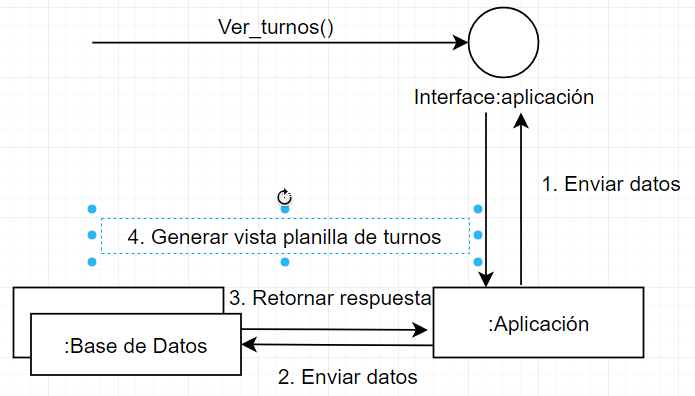 Ver_turnos()
Interface:aplicación
1. Enviar datos
4. Generar vista planilla de turnos
3. Retornar respuesta
:Aplicación
:Base de Datos
2. Enviar datos